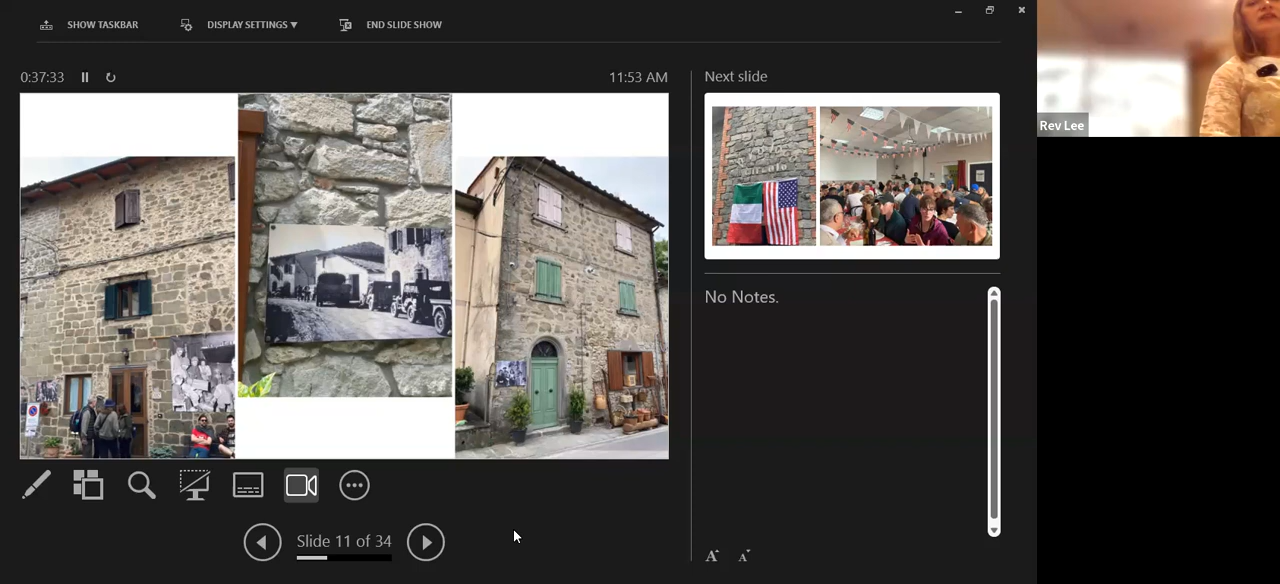 SHOW TASKBAR
DISPLAY SETTINGS ▼
END SLIDE SHOW
0:37:33
11:53 AM
Next slide
Rev Lee
No Notes.
Slide 11 of 34
A A